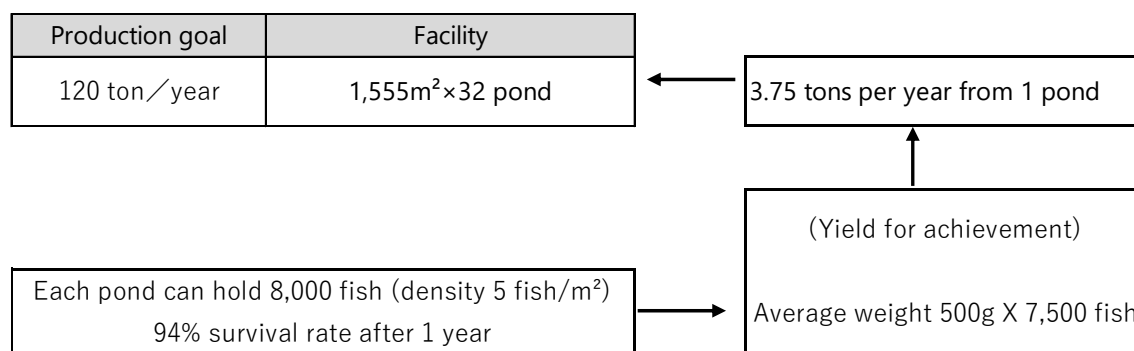 Production goal
Facility
120 ton／year
1,555m²×32 pond
3.75 tons per year from 1 pond
(Yield for achievement)
Average weight 500g X 7,500 fish
Each pond can hold 8,000 fish (density 5 fish/m²)
94% survival rate after 1 year